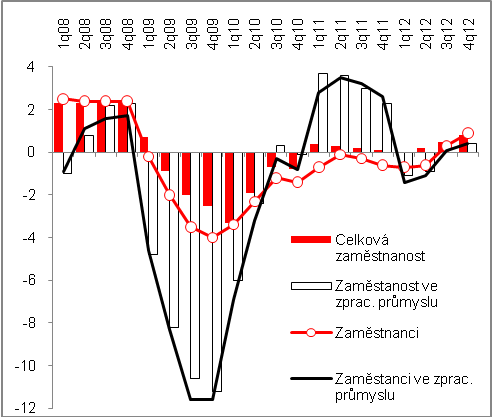 1q08 2q08 3q08 4q08 1q09 2q09 3q09 4q09 1q10 2q10 3q10 4q10 1q11 2q11 3q11 4q11 1q12 2q12 3q12 4q12
4
2
0
-2
-4
-6
-8
-10
-12
Celková
zaměstnanost
Zaměstanost ve
zprac. průmyslu
Zaměstnanci
Zaměstanci ve zprac.
průmyslu